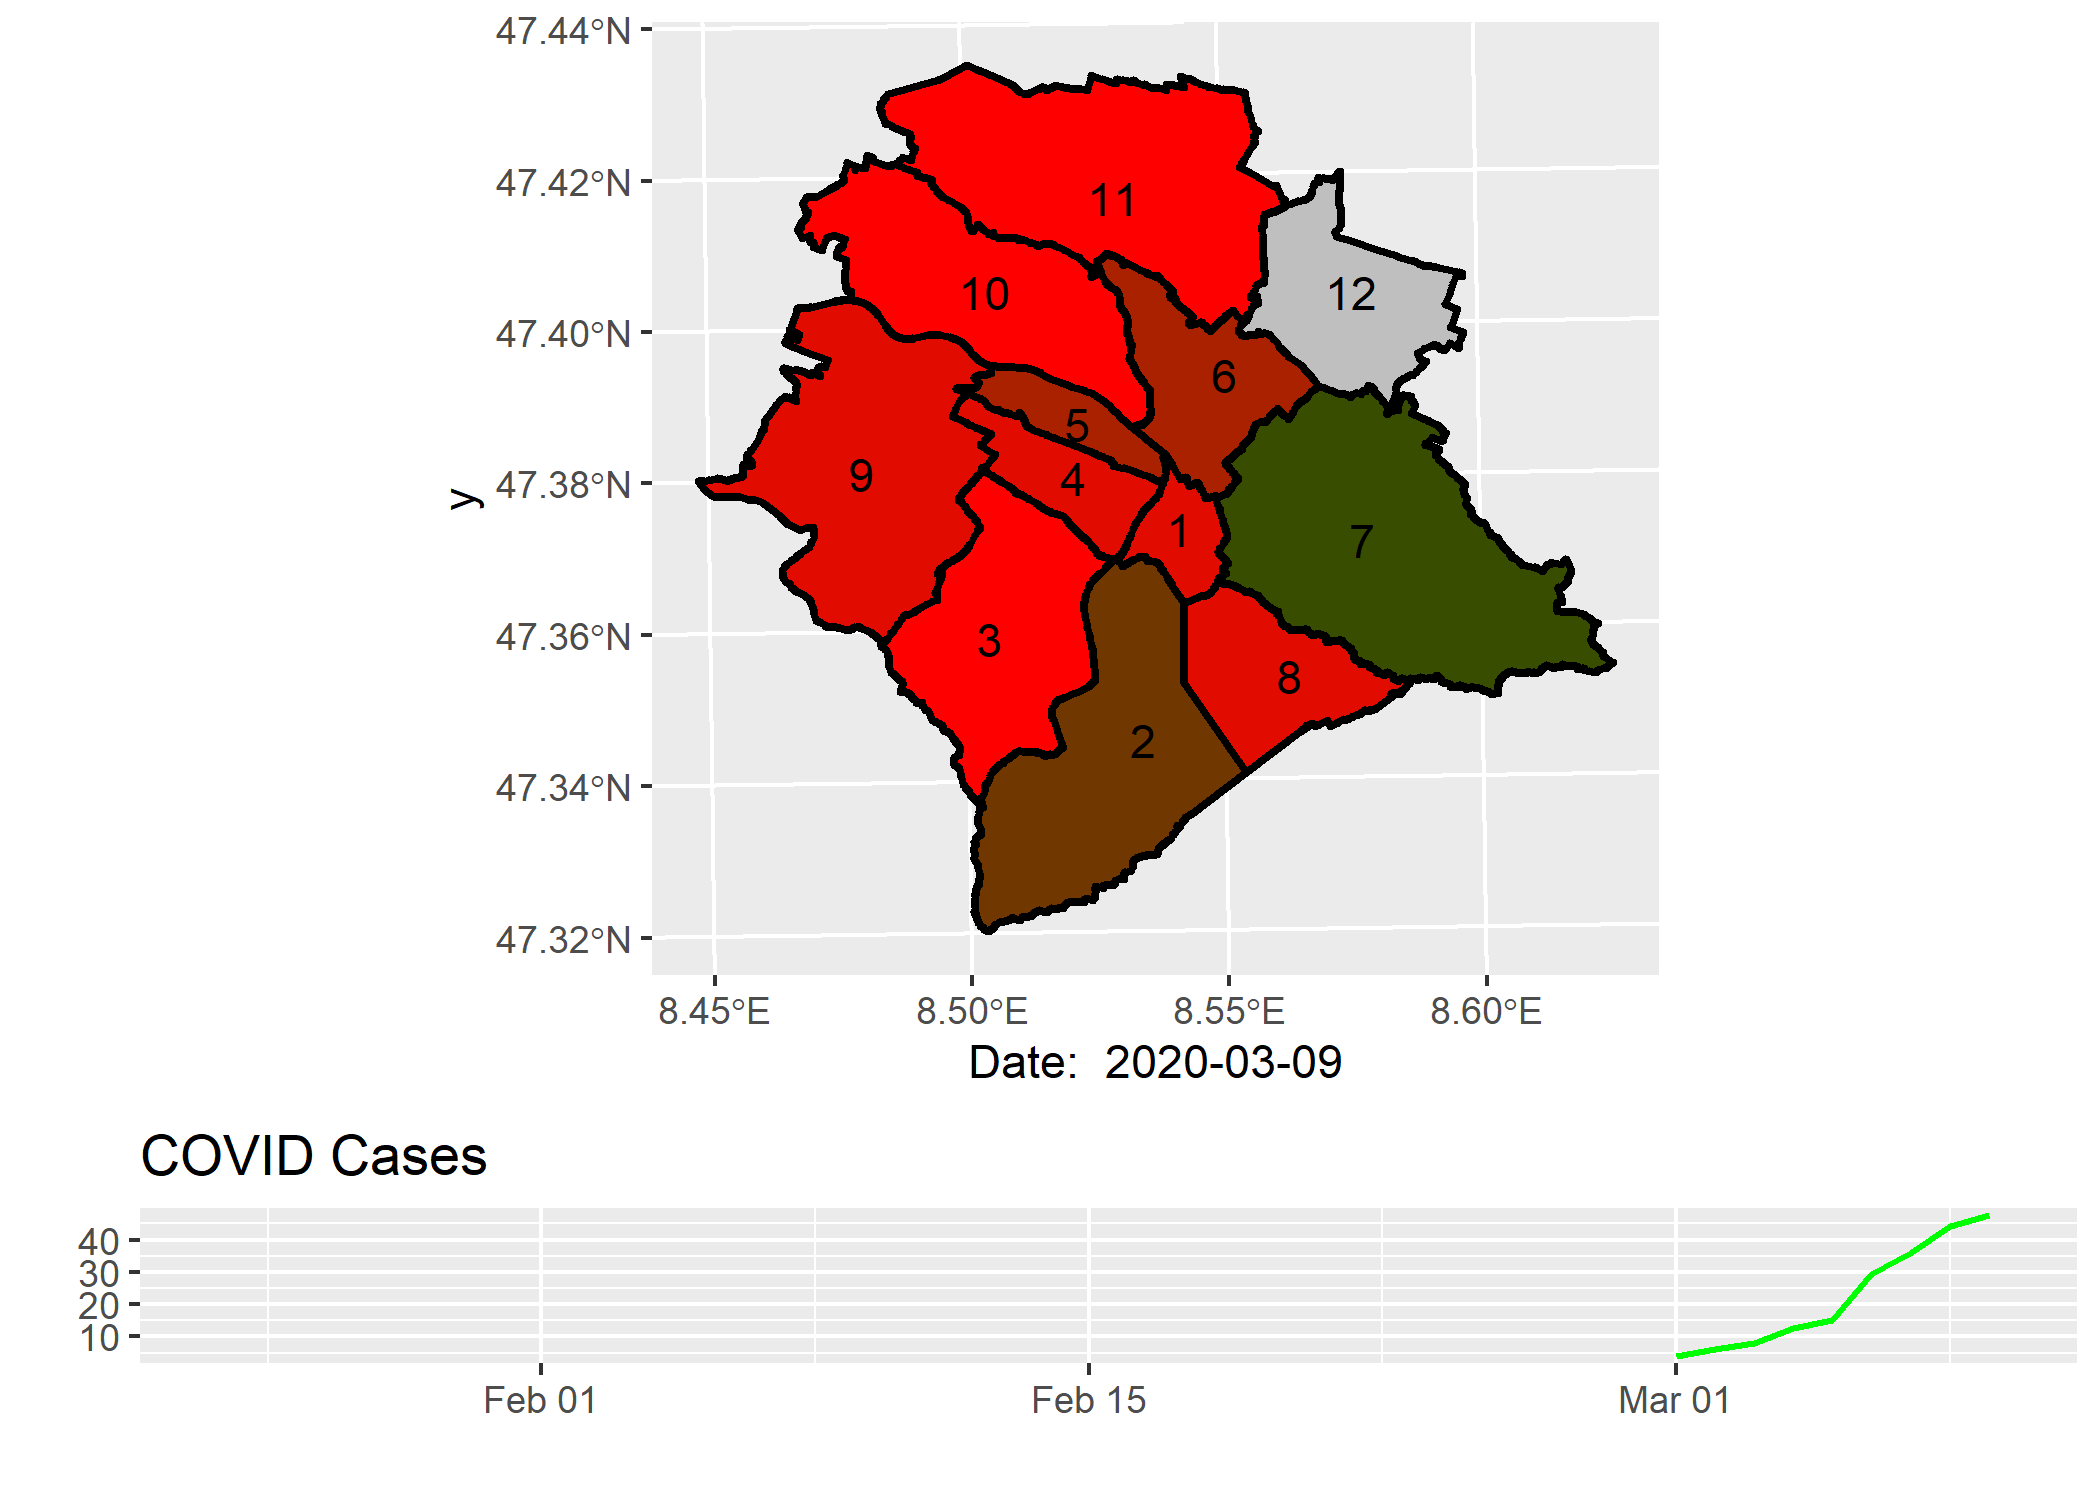 47.44°N
47.42°N
47.40°N
47.38°N
47.36°N
47.34°N
47.32°N
y
11
10
12
6
5
9
4
1
7
3
8
2
8.45°E 8.50°E 8.55°E 8.60°E
Date: 2020-03-09
COVID Cases
40
30
20
10
Feb 01 Feb 15 Mar 01